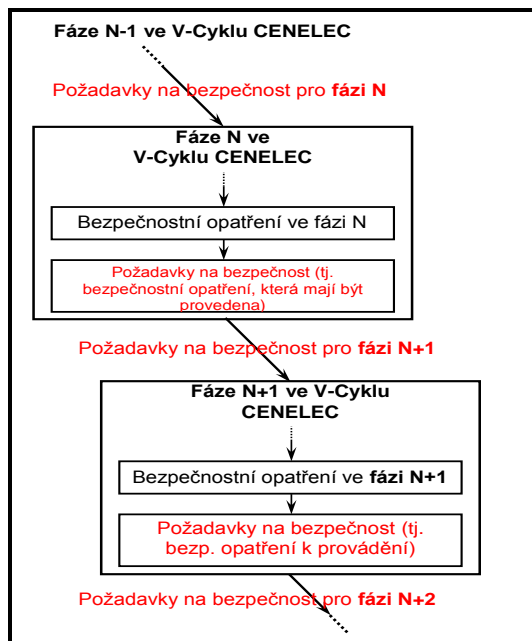 Fáze N-1 ve V-Cyklu CENELEC
Požadavky na bezpečnost pro fázi N
Fáze N ve
V-Cyklu CENELEC
Bezpečnostní opatření ve fázi N
Požadavky na bezpečnost (tj.
bezpečnostní opatření, která mají být
provedena)
Požadavky na bezpečnost pro fázi N+1
Fáze N+1 ve V-Cyklu
CENELEC
Bezpečnostní opatření ve fázi N+1
Požadavky na bezpečnost (tj.
bezp. opatření k provádění)
Požadavky na bezpečnost pro fázi N+2